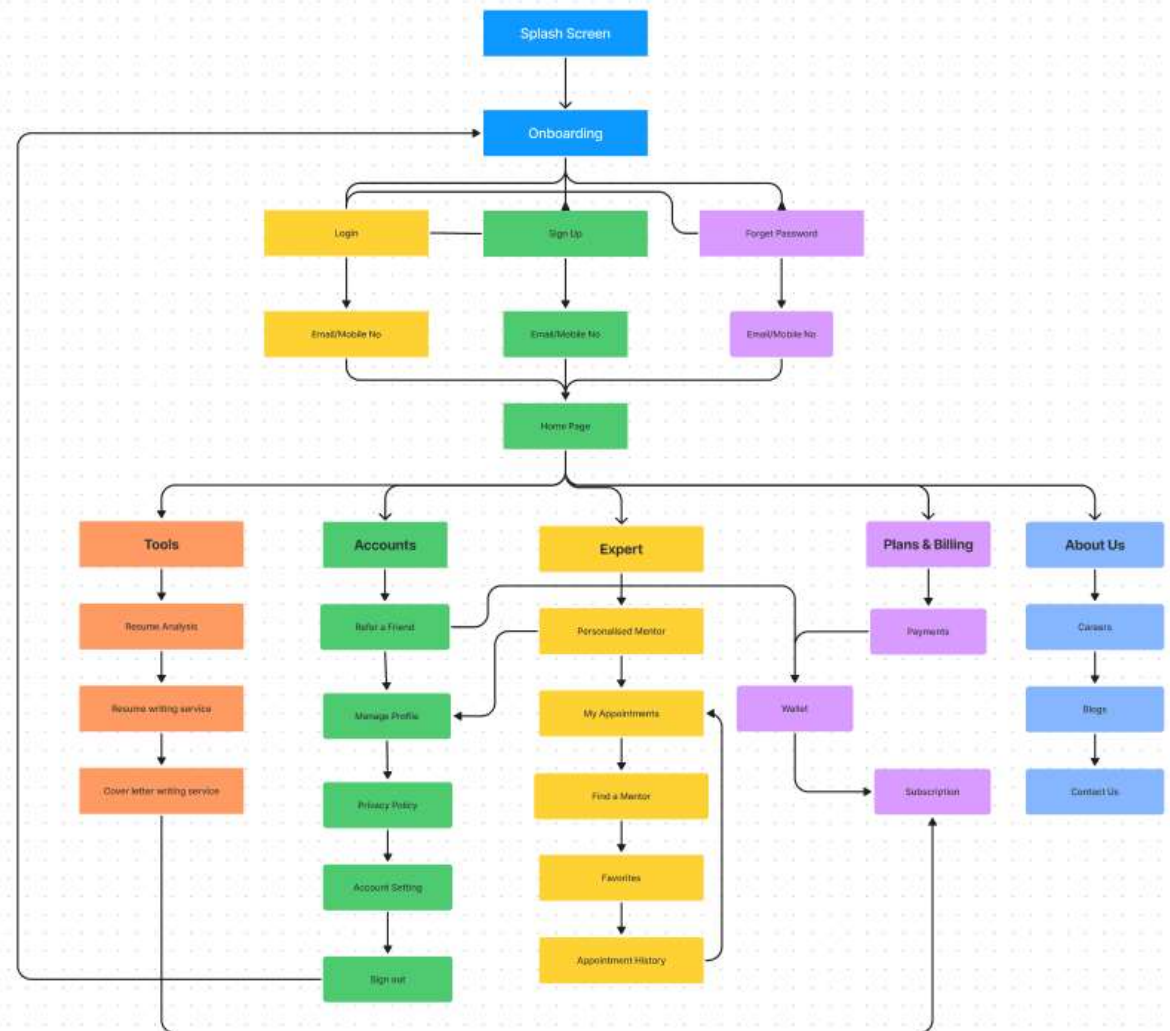 Splash Screen
Onboarding
Login
Sign Up
Forget Password
Email/Mobile No
Email/Mobile No
Email/Mobile No
Home Page
Tools
Accounts
Expert
Plans & Billing
About Us
Resume Analysis
Refer a Friend
Personalised Mentor
Payments
Careers
Resume writing service
Manage Profile
My Appointments
Wallet
Blogs
Cover letter writing service
Privacy Policy
Find a Mentor
Subscription
Contact Us
Account Setting
Favorites
Appointment History
Sign out